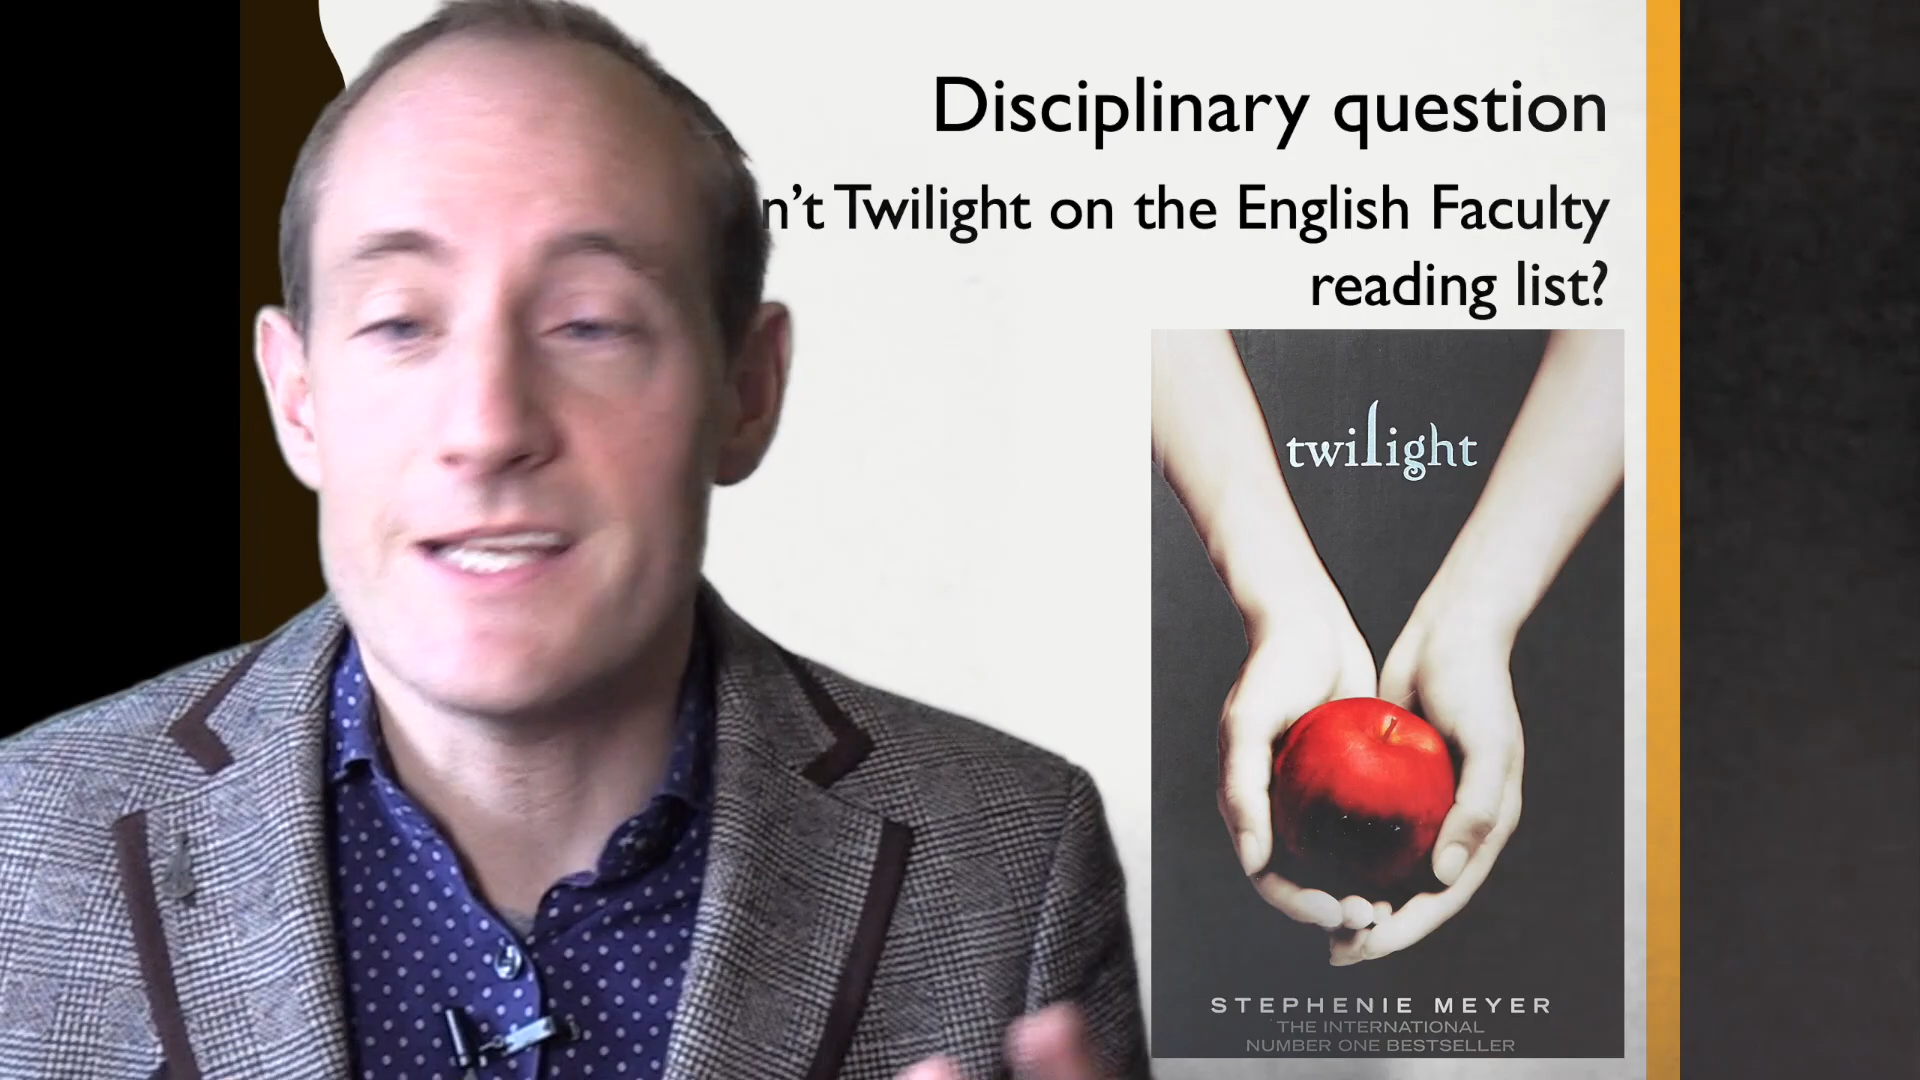 Disciplinary question
n't Twilight on the English Faculty
reading list?
twilight
STEPHENIE MEYER
THE INTERNATIONAL
NUMBER ONE BESTSELLER